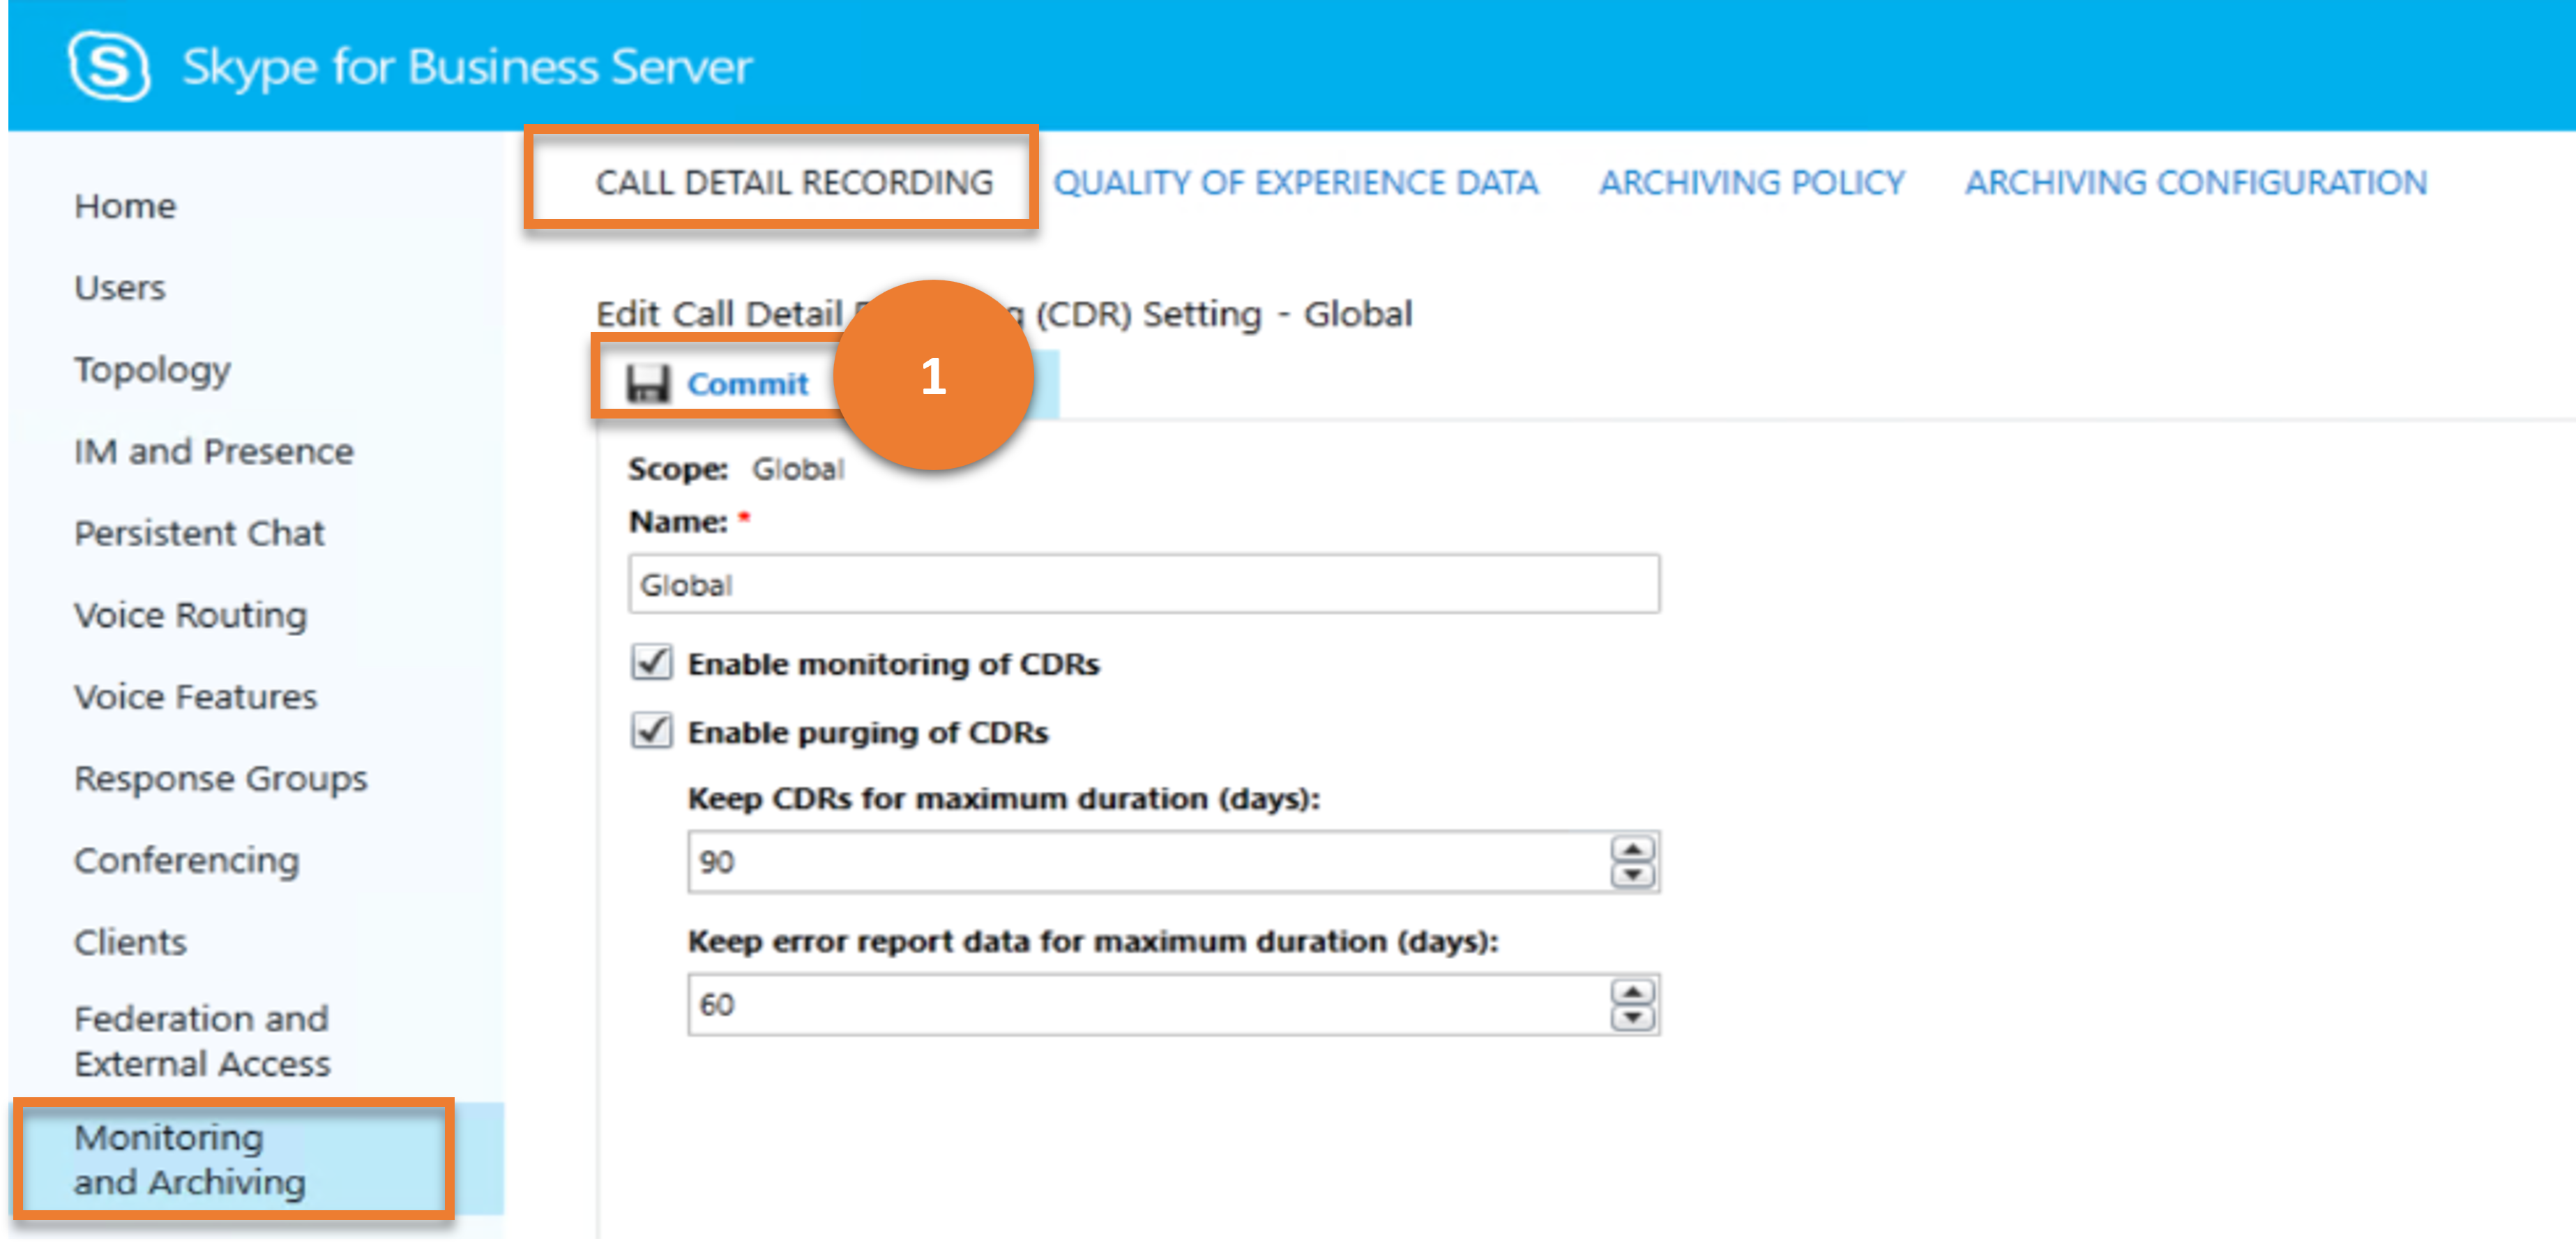 Skype for Business Server
CALL DETAIL RECORDING QUALITY OF EXPERIENCE DATA ARCHIVING POLICY ARCHIVING CONFIGURATION
Home
Users
Topology
IM and Presence
Persistent Chat
Voice Routing
Voice Features
Response Groups
Conferencing
Clients
Federation and
External Access
Monitoring
and Archiving
Edit Call Detail (CDR) Setting - Global
Commit
1
Scope: Global
Name: *
Global
Enable monitoring of CDRs
Enable purging of CDRs
Keep CDRs for maximum duration (days):
90
Keep error report data for maximum duration (days):
60